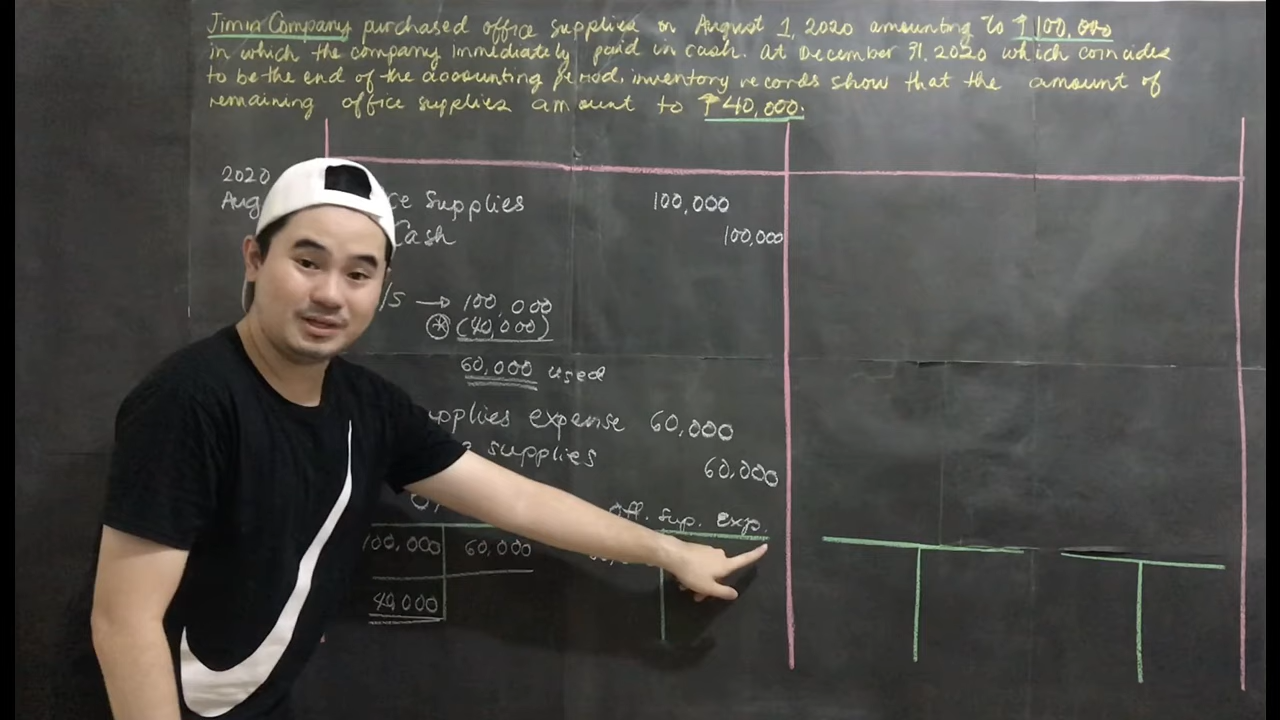 Jimin Company purchased office supplies on August 1, 2020 amounting to ₱100,000
in which the company immediately paid in cash. At December 31, 2020 which coincides
to be the end of the accounting period, inventory records show that the amount of
remaining office supplies amount to ₱40,000.
2020
Aug
ce Supplies 100,000
Cash 100,000
/S → 100,000
(40,000)
60,000 used
upplies expense 60,000
supplies 60,000
Off. Sup. Exp.
100,000 60,000
40,000